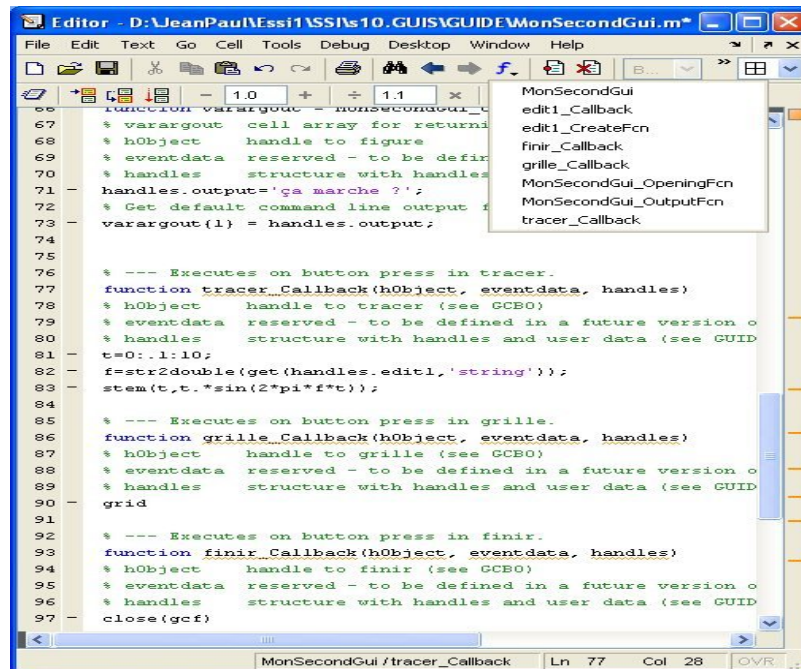 Editor - D:\JeanPaul\Essi1\SSI\s10.GUIS\GUIDE\MonSecondGui.m*
File Edit Text Go Cell Tools Debug Desktop Window Help
B...
1.0 + ÷ 1.1 ×
MonSecondGui
edit1_Callback
edit1_CreateFcn
finir_Callback
grille_Callback
MonSecondGui_OpeningFcn
MonSecondGui_OutputFcn
tracer_Callback
66 function varargout = MonSecondGui_
67 % varargout cell array for returni
68 % hObject handle to figure
69 % eventdata reserved - to be defin
70 % handles structure with handles
71 - handles.output='ça marche ?';
72 % Get default command line output f
73 - varargout{1} = handles.output;
74
75
76 % --- Executes on button press in tracer.
77 function tracer_Callback(hObject, eventdata, handles)
78 % hObject handle to tracer (see GCBO)
79 % eventdata reserved - to be defined in a future version o
80 % handles structure with handles and user data (see GUID
81 - t=0:.1:10;
82 - f=str2double(get(handles.edit1,'string'));
83 - stem(t,t.*sin(2*pi*f*t));
84
85 % --- Executes on button press in grille.
86 function grille_Callback(hObject, eventdata, handles)
87 % hObject handle to grille (see GCBO)
88 % eventdata reserved - to be defined in a future version o
89 % handles structure with handles and user data (see GUID
90 - grid
91
92 % --- Executes on button press in finir.
93 function finir_Callback(hObject, eventdata, handles)
94 % hObject handle to finir (see GCBO)
95 % eventdata reserved - to be defined in a future version o
96 % handles structure with handles and user data (see GUID
97 - close(gcf)
MonSecondGui / tracer_Callback Ln 77 Col 28 OVR